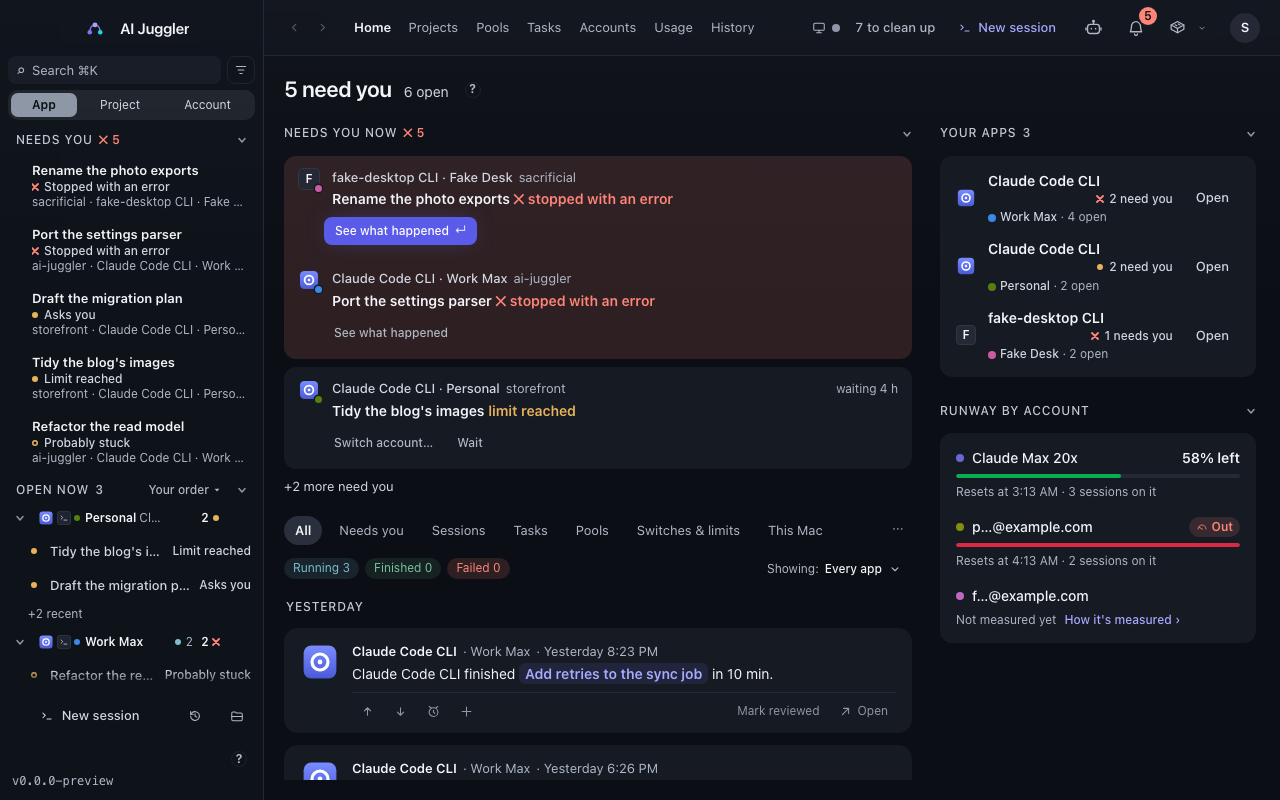 AI Juggler
Search ⌘K
App Project Account
NEEDS YOU 5
Rename the photo exports
Stopped with an error
sacrificial · fake-desktop CLI · Fake ...
Port the settings parser
Stopped with an error
ai-juggler · Claude Code CLI · Work ...
Draft the migration plan
Asks you
storefront · Claude Code CLI · Perso...
Tidy the blog's images
Limit reached
storefront · Claude Code CLI · Perso...
Refactor the read model
Probably stuck
ai-juggler · Claude Code CLI · Work ...
OPEN NOW 3 Your order
Personal Cl... 2
Tidy the blog's i... Limit reached
Draft the migration p... Asks you
+2 recent
Work Max 2 2
Refactor the re... Probably stuck
New session
?
v0.0.0-preview
Home Projects Pools Tasks Accounts Usage History
7 to clean up New session 5 S
5 need you 6 open ?
NEEDS YOU NOW 5
F fake-desktop CLI · Fake Desk sacrificial
Rename the photo exports stopped with an error
See what happened
Claude Code CLI · Work Max ai-juggler
Port the settings parser stopped with an error
See what happened
Claude Code CLI · Personal storefront waiting 4 h
Tidy the blog's images limit reached
Switch account... Wait
+2 more need you
All Needs you Sessions Tasks Pools Switches & limits This Mac ...
Running 3 Finished 0 Failed 0 Showing: Every app
YESTERDAY
Claude Code CLI · Work Max · Yesterday 8:23 PM
Claude Code CLI finished Add retries to the sync job in 10 min.
Mark reviewed Open
Claude Code CLI · Work Max · Yesterday 6:26 PM
YOUR APPS 3
Claude Code CLI
2 need you Open
Work Max · 4 open
Claude Code CLI
2 need you Open
Personal · 2 open
fake-desktop CLI
F 1 needs you Open
Fake Desk · 2 open
RUNWAY BY ACCOUNT
Claude Max 20x 58% left
Resets at 3:13 AM · 3 sessions on it
p...@example.com Out
Resets at 4:13 AM · 2 sessions on it
f...@example.com
Not measured yet How it's measured ›